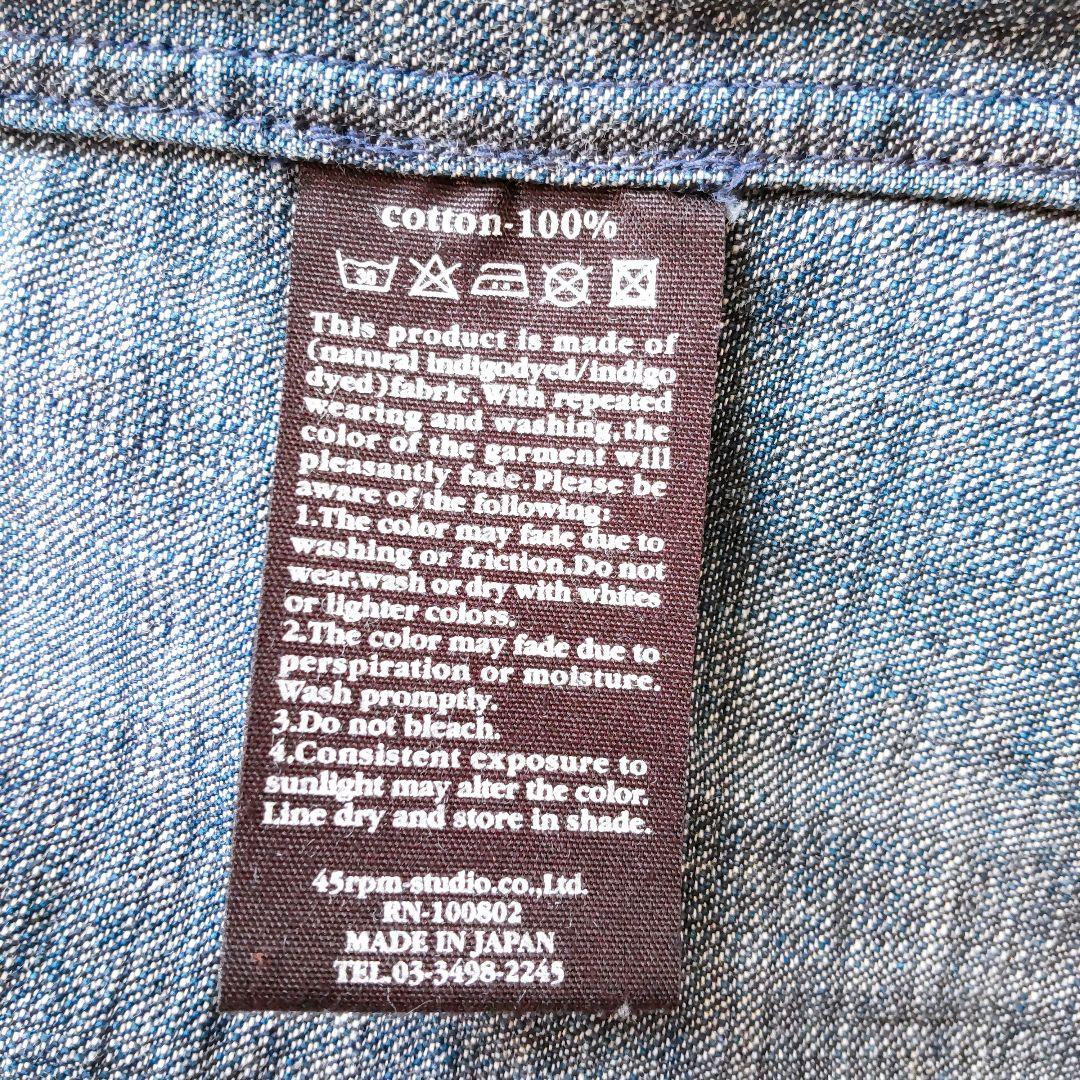 cotton-100%
30
This product is made of
(natural indigodyed/indigo
dyed)fabric.With repeated
wearing and washing,the
color of the garment will
pleasantly fade.Please be
aware of the following:
1.The color may fade due to
washing or friction.Do not
wear,wash or dry with whites
or lighter colors.
2.The color may fade due to
perspiration or moisture.
Wash promptly.
3.Do not bleach.
4.Consistent exposure to
sunlight may alter the color.
Line dry and store in shade.
45rpm-studio.co.,Ltd.
RN-100802
MADE IN JAPAN
TEL.03-3498-2245